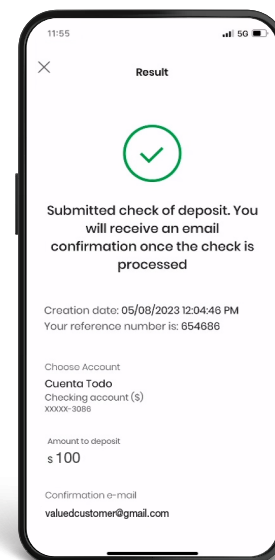 11:55
5G
Result
Submitted check of deposit. You
will receive an email
confirmation once the check is
processed
Creation date: 05/08/2023 12:04:46 PM
Your reference number is: 654686
Choose Account
Cuenta Todo
Checking account ($)
XXXXX-3086
Amount to deposit
$ 100
Confirmation e-mail
valuedcustomer@gmail.com